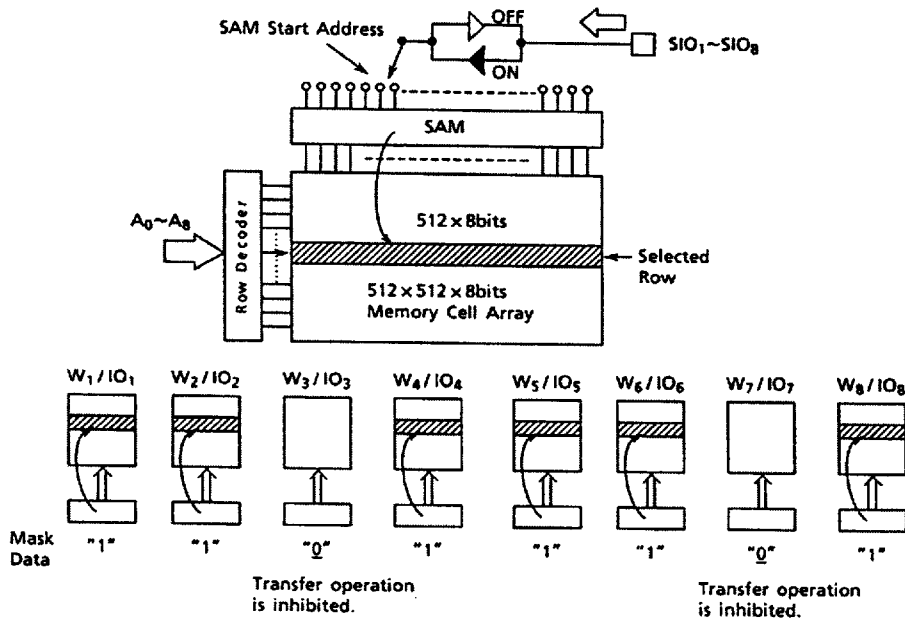 OFF
SAM Start Address
SIO₁~SIO₈
ON
SAM
A₀~A₈
Row Decoder
512 × 8bits
Selected
Row
512 × 512 × 8bits
Memory Cell Array
W₁/IO₁ W₂/IO₂ W₃/IO₃ W₄/IO₄ W₅/IO₅ W₆/IO₆ W₇/IO₇ W₈/IO₈
Mask
Data
"1" "1" "0" "1" "1" "1" "0" "1"
Transfer operation
is inhibited.
Transfer operation
is inhibited.